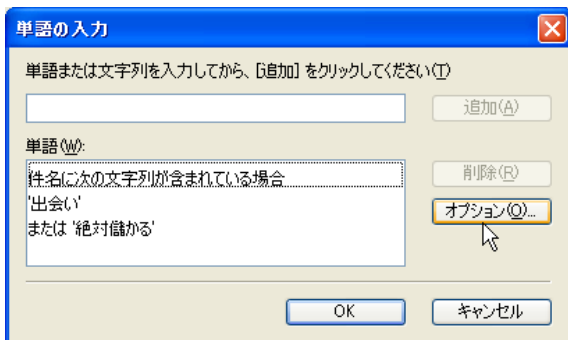 単語の入力
単語または文字列を入力してから、[追加] をクリックしてください(T)
追加(A)
単語(W):
件名に次の文字列が含まれている場合
'出会い'
または '絶対儲かる'
削除(R)
オプション(O)...
OK
キャンセル